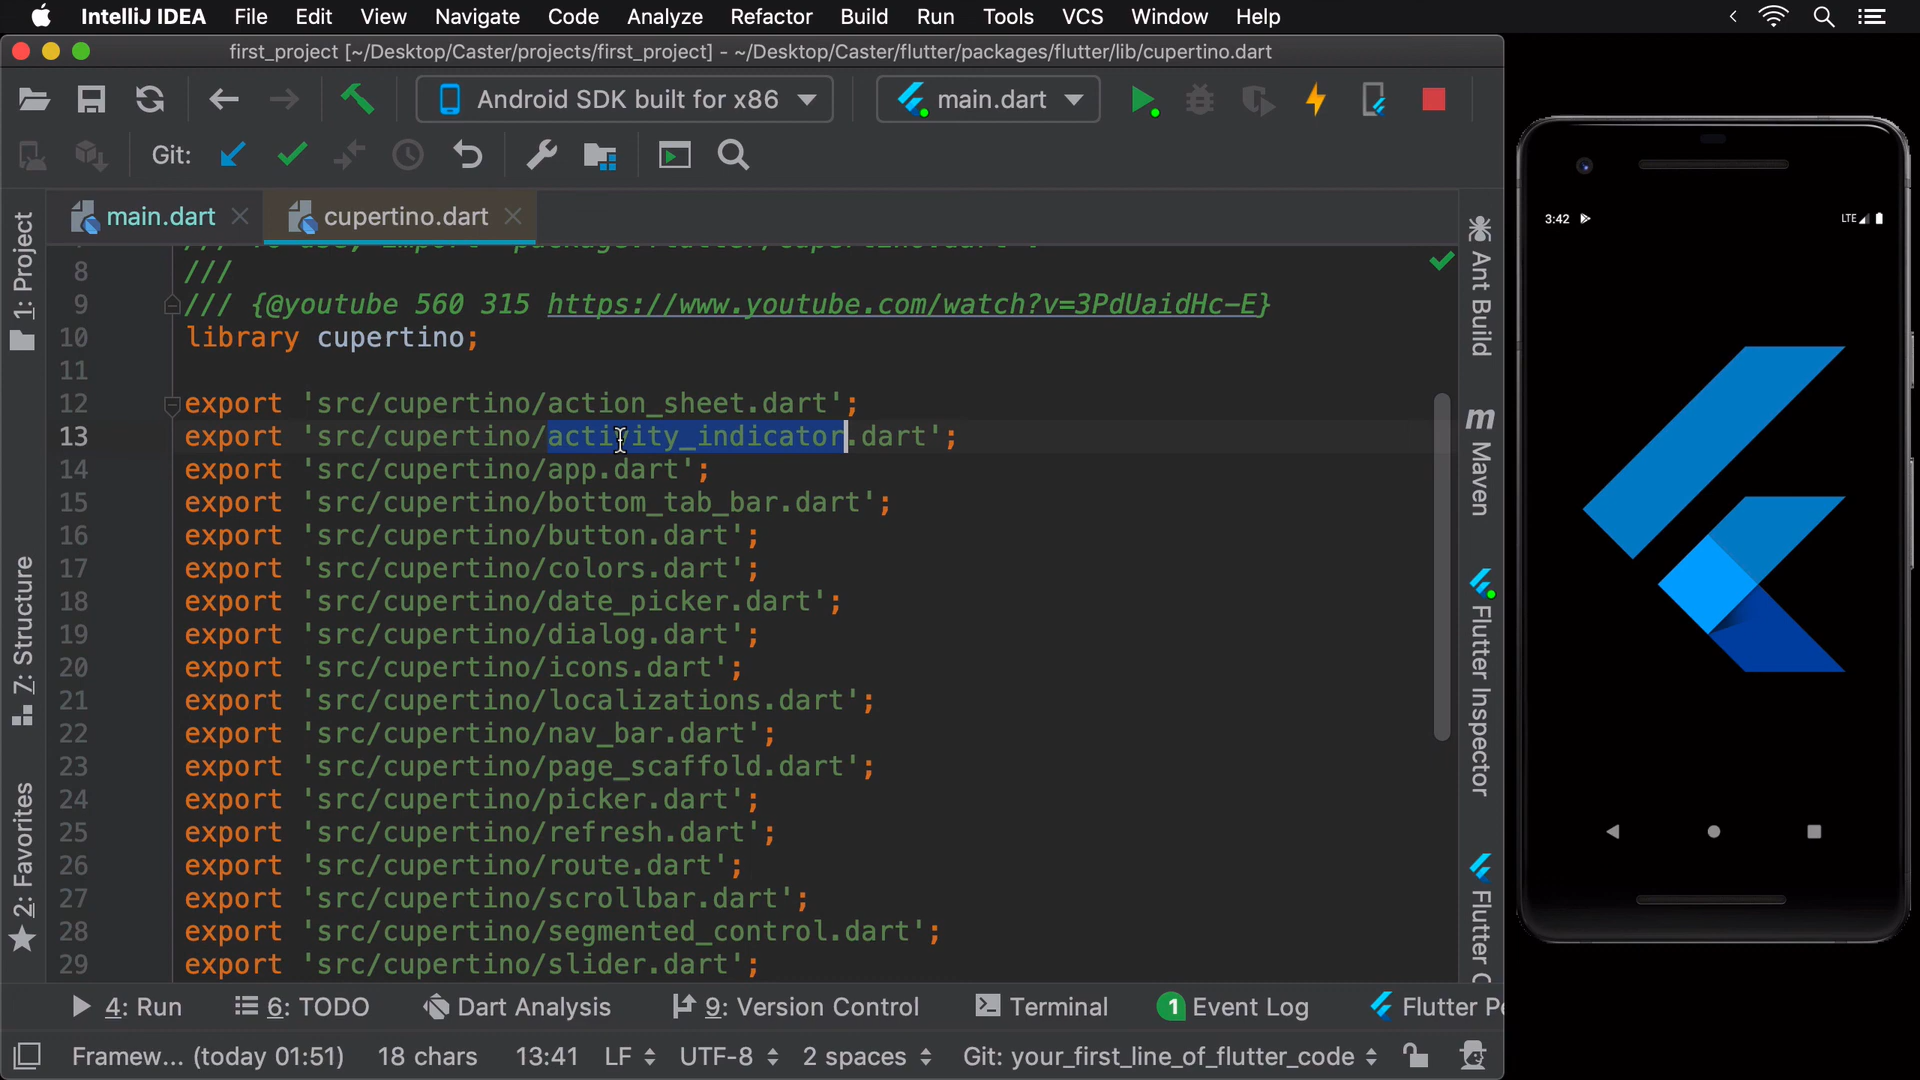 IntelliJ IDEA File Edit View Navigate Code Analyze Refactor Build Run Tools VCS Window Help
first_project [~/Desktop/Caster/projects/first_project] - ~/Desktop/Caster/flutter/packages/flutter/lib/cupertino.dart
Android SDK built for x86 main.dart
Git:
main.dart cupertino.dart
8 ///
9 /// {@youtube 560 315 https://www.youtube.com/watch?v=3PdUaidHc-E}
10 library cupertino;
11
12 export 'src/cupertino/action_sheet.dart';
13 export 'src/cupertino/activity_indicator.dart';
14 export 'src/cupertino/app.dart';
15 export 'src/cupertino/bottom_tab_bar.dart';
16 export 'src/cupertino/button.dart';
17 export 'src/cupertino/colors.dart';
18 export 'src/cupertino/date_picker.dart';
19 export 'src/cupertino/dialog.dart';
20 export 'src/cupertino/icons.dart';
21 export 'src/cupertino/localizations.dart';
22 export 'src/cupertino/nav_bar.dart';
23 export 'src/cupertino/page_scaffold.dart';
24 export 'src/cupertino/picker.dart';
25 export 'src/cupertino/refresh.dart';
26 export 'src/cupertino/route.dart';
27 export 'src/cupertino/scrollbar.dart';
28 export 'src/cupertino/segmented_control.dart';
29 export 'src/cupertino/slider.dart';
1: Project
7: Structure
2: Favorites
Ant Build
m Maven
Flutter Inspector
Flutter
3:42 LTE
4: Run 6: TODO Dart Analysis 9: Version Control Terminal 1 Event Log Flutter Pe
Framew... (today 01:51) 18 chars 13:41 LF UTF-8 2 spaces Git: your_first_line_of_flutter_code